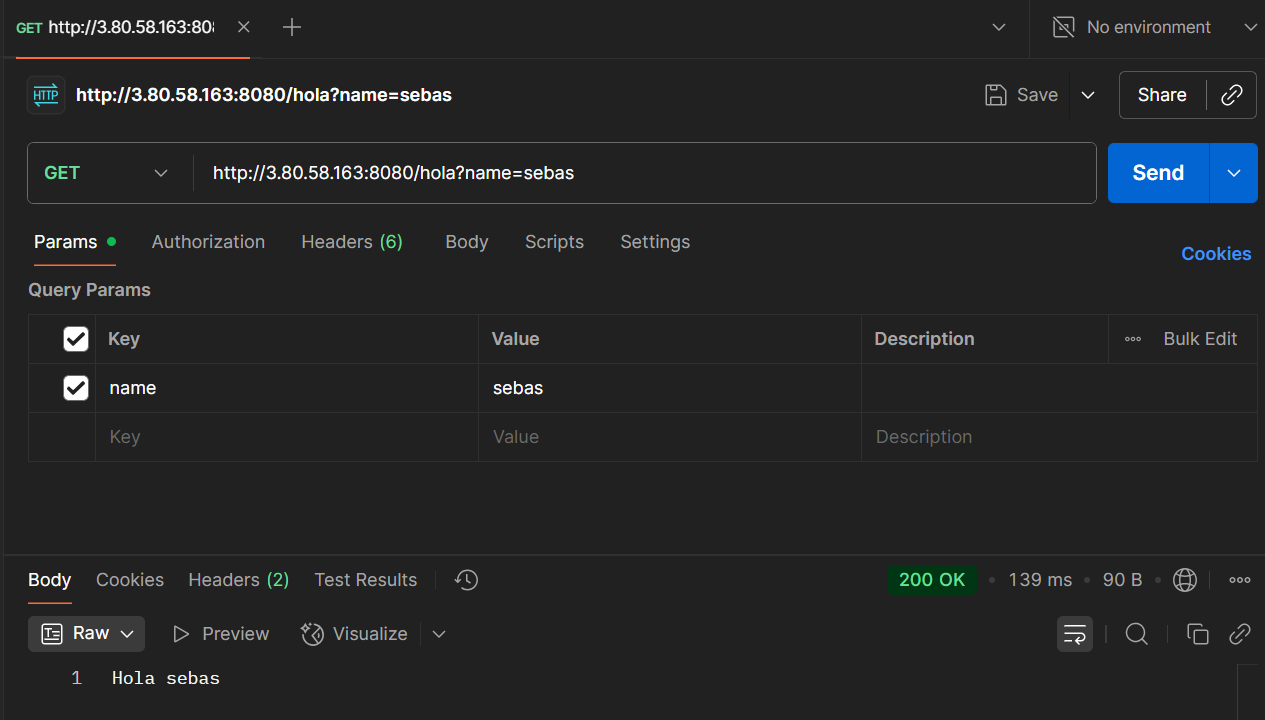 GET http://3.80.58.163:80
No environment
HTTP http://3.80.58.163:8080/hola?name=sebas
Save
Share
GET http://3.80.58.163:8080/hola?name=sebas
Send
Params Authorization Headers (6) Body Scripts Settings
Cookies
Query Params
Key Value Description Bulk Edit
name sebas
Key Value Description
Body Cookies Headers (2) Test Results 200 OK 139 ms 90 B
Raw Preview Visualize
1 Hola sebas